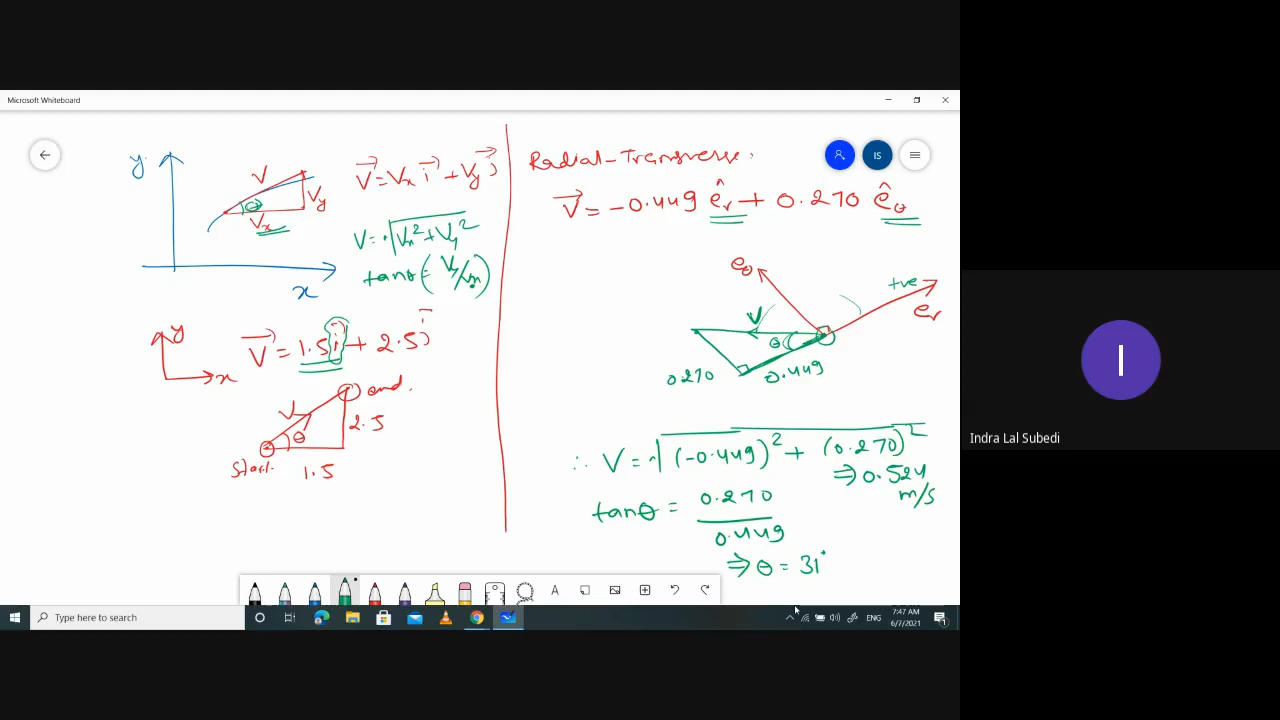 Microsoft Whiteboard
y
V
θ
Vx
Vy
x
V = Vx i + Vy j
V = √Vx² + Vy²
tanθ = (Vy/Vx)
y
x
V = 1.5 i + 2.5 j
V
θ
end.
2.5
Start.
1.5
Radial-Transverse:
V = -0.449 êr + 0.270 êθ
eθ
+ve
er
V
θ
0.270
0.449
∴ V = √(-0.449)² + (0.270)²
⇒ 0.524
m/s
tanθ = 0.270
0.449
⇒ θ = 31°
IS
I
Indra Lal Subedi
A
Type here to search
ENG
7:47 AM
6/7/2021
1